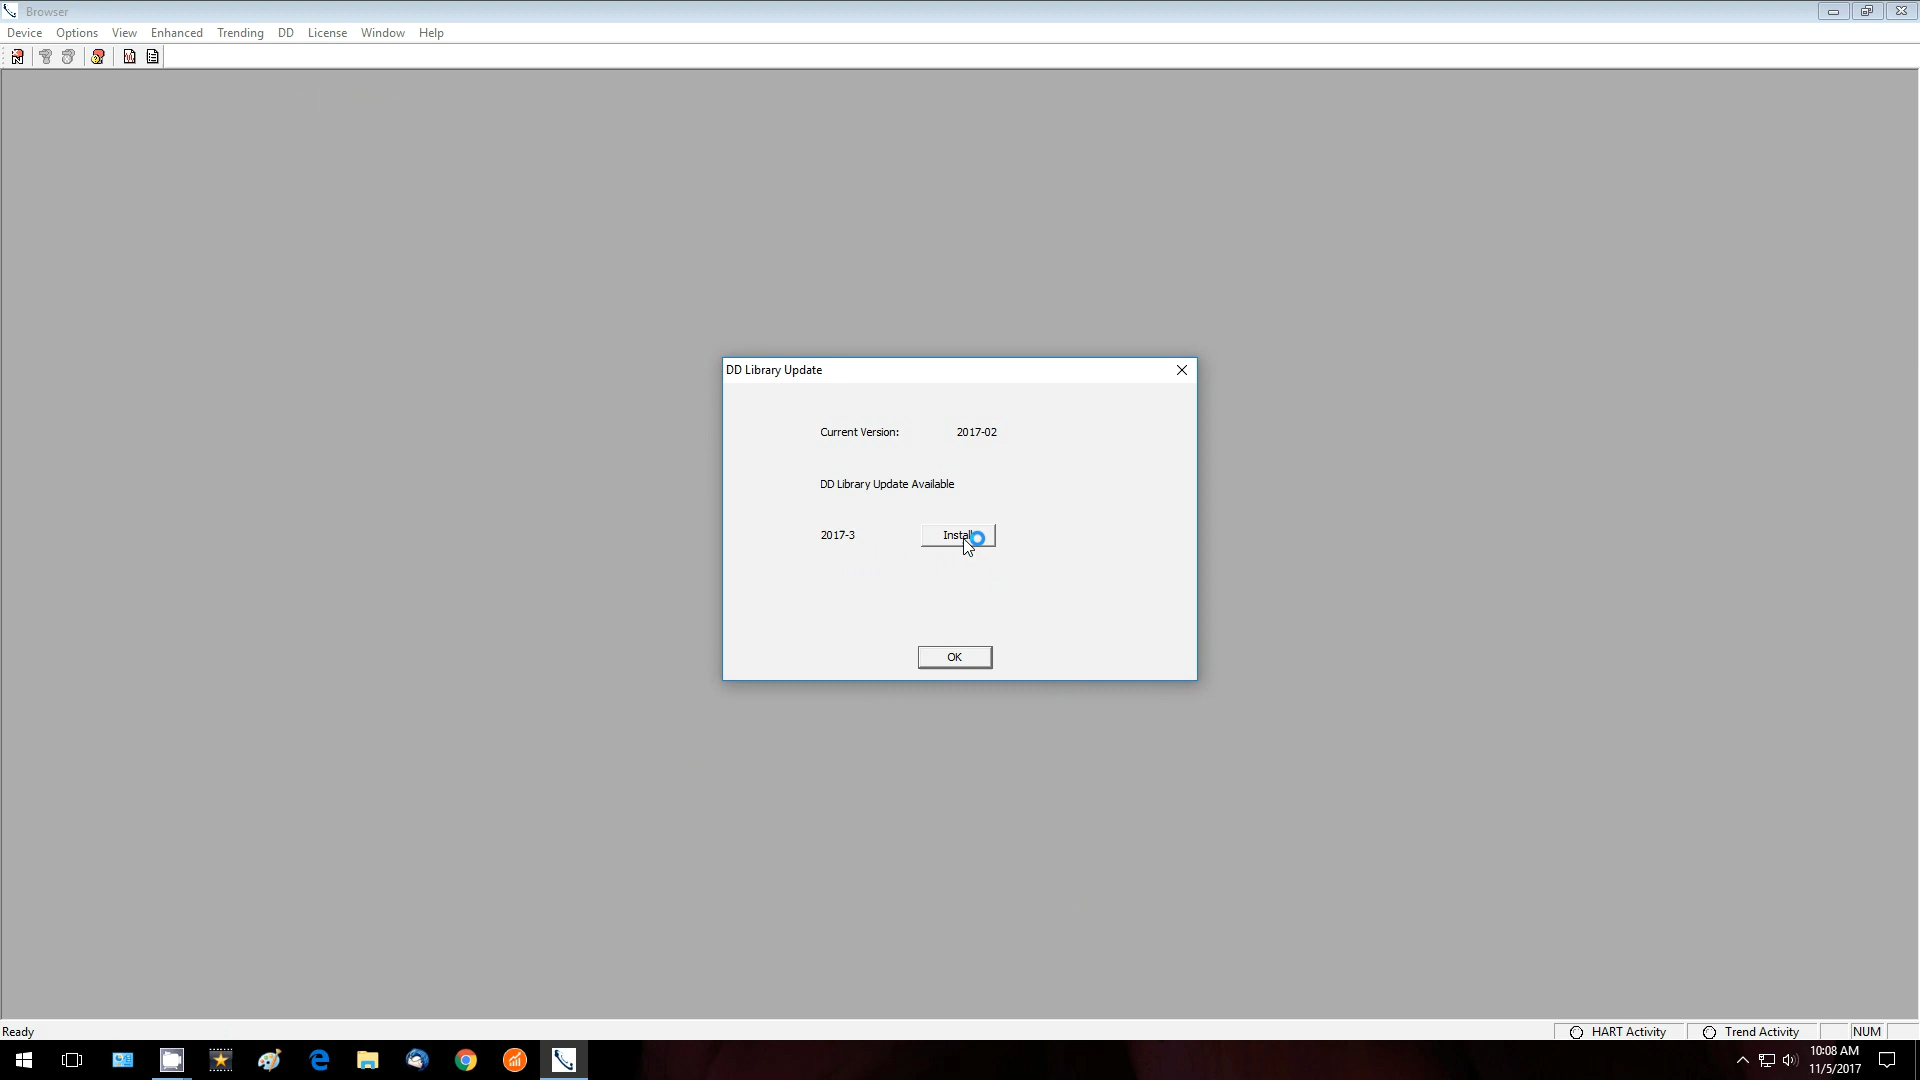 Browser
Device Options View Enhanced Trending DD License Window Help
DD Library Update
Current Version: 2017-02
DD Library Update Available
2017-3 Install
OK
Ready HART Activity Trend Activity NUM
10:08 AM
11/5/2017